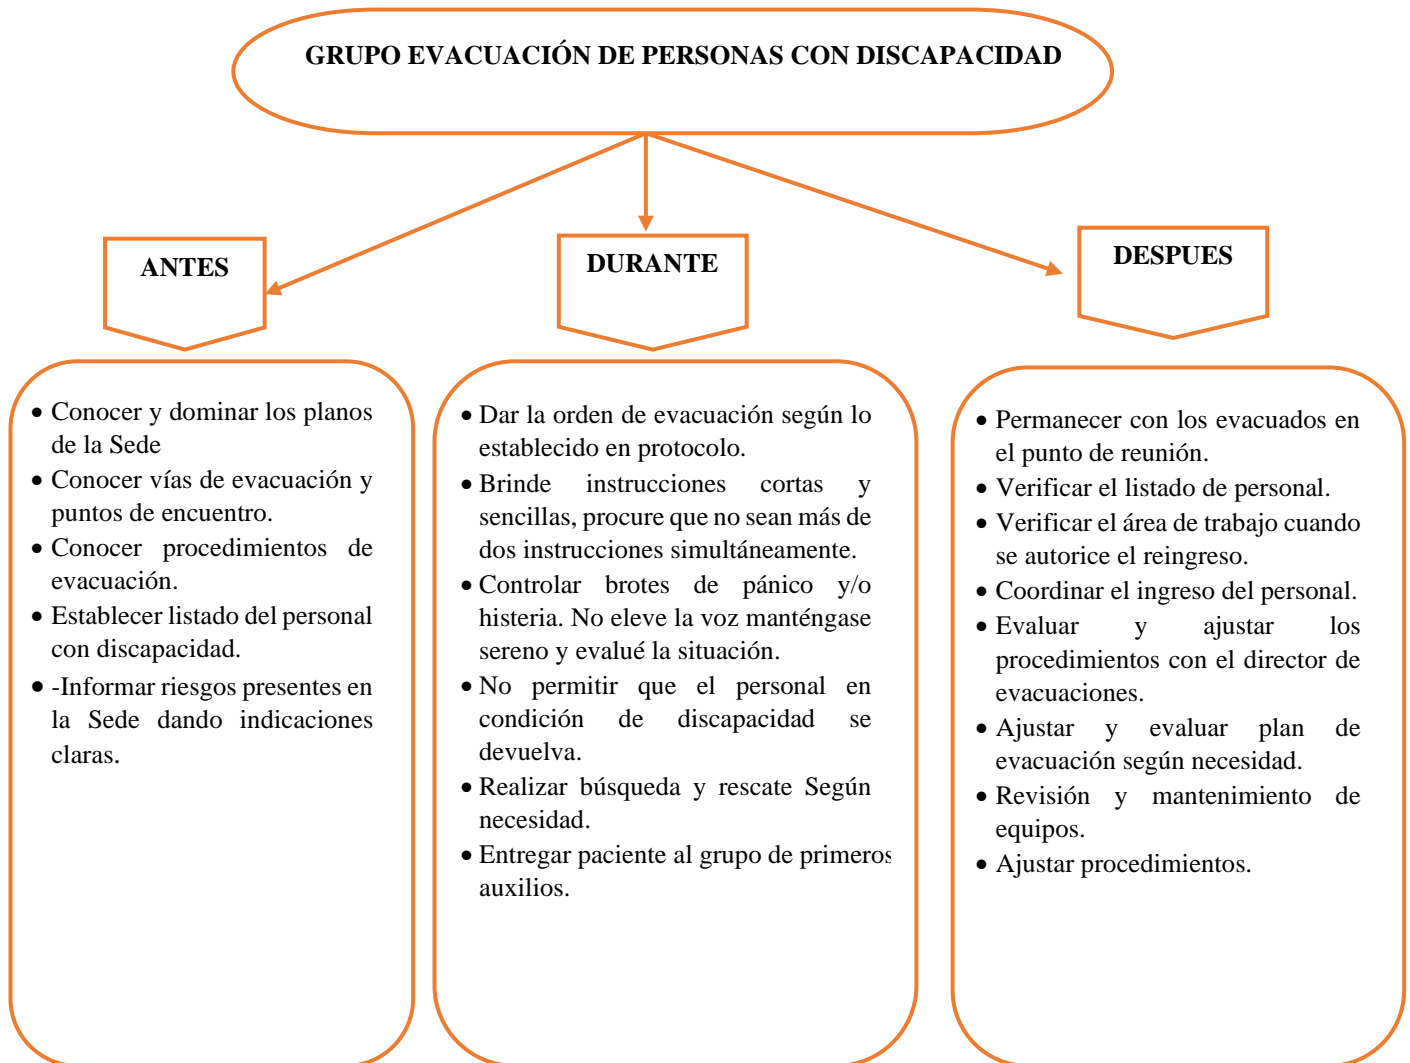 GRUPO EVACUACIÓN DE PERSONAS CON DISCAPACIDAD
ANTES
• Conocer y dominar los planos
de la Sede
• Conocer vías de evacuación y
puntos de encuentro.
• Conocer procedimientos de
evacuación.
• Establecer listado del personal
con discapacidad.
• -Informar riesgos presentes en
la Sede dando indicaciones
claras.
DURANTE
• Dar la orden de evacuación según lo
establecido en protocolo.
• Brinde instrucciones cortas y
sencillas, procure que no sean más de
dos instrucciones simultáneamente.
• Controlar brotes de pánico y/o
histeria. No eleve la voz manténgase
sereno y evalué la situación.
• No permitir que el personal en
condición de discapacidad se
devuelva.
• Realizar búsqueda y rescate Según
necesidad.
• Entregar paciente al grupo de primeros
auxilios.
DESPUES
• Permanecer con los evacuados en
el punto de reunión.
• Verificar el listado de personal.
• Verificar el área de trabajo cuando
se autorice el reingreso.
• Coordinar el ingreso del personal.
• Evaluar y ajustar los
procedimientos con el director de
evacuaciones.
• Ajustar y evaluar plan de
evacuación según necesidad.
• Revisión y mantenimiento de
equipos.
• Ajustar procedimientos.